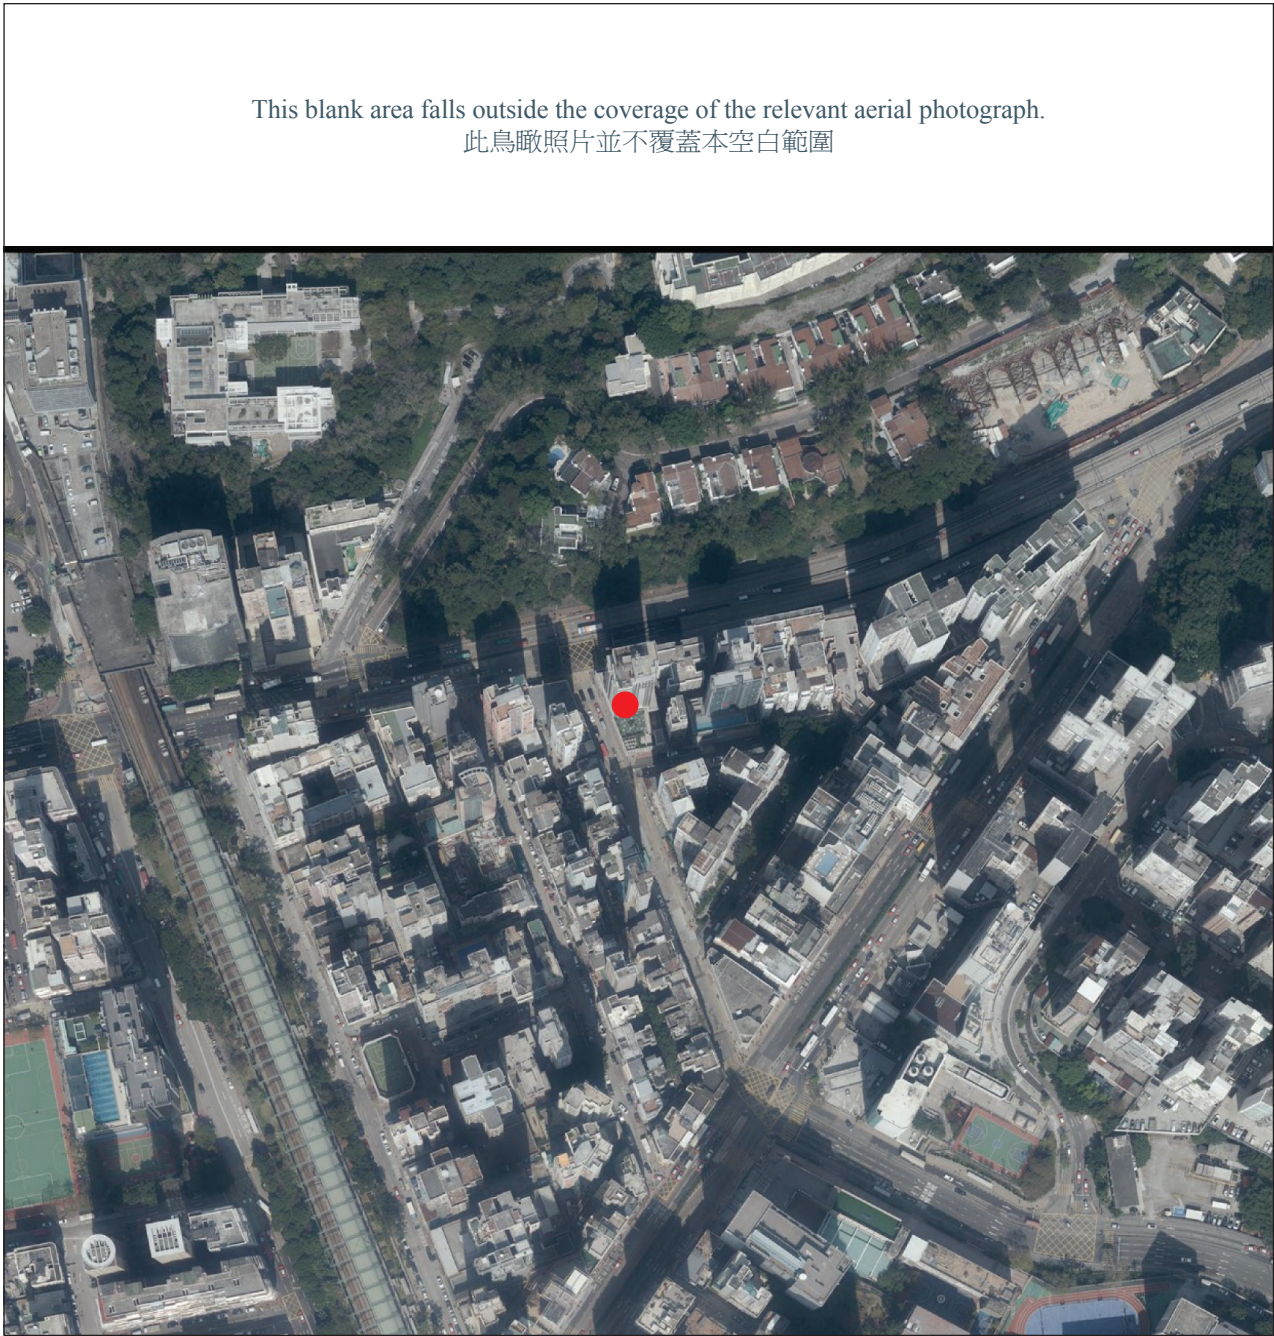 This blank area falls outside the coverage of the relevant aerial photograph.
此鳥瞰照片並不覆蓋本空白範圍